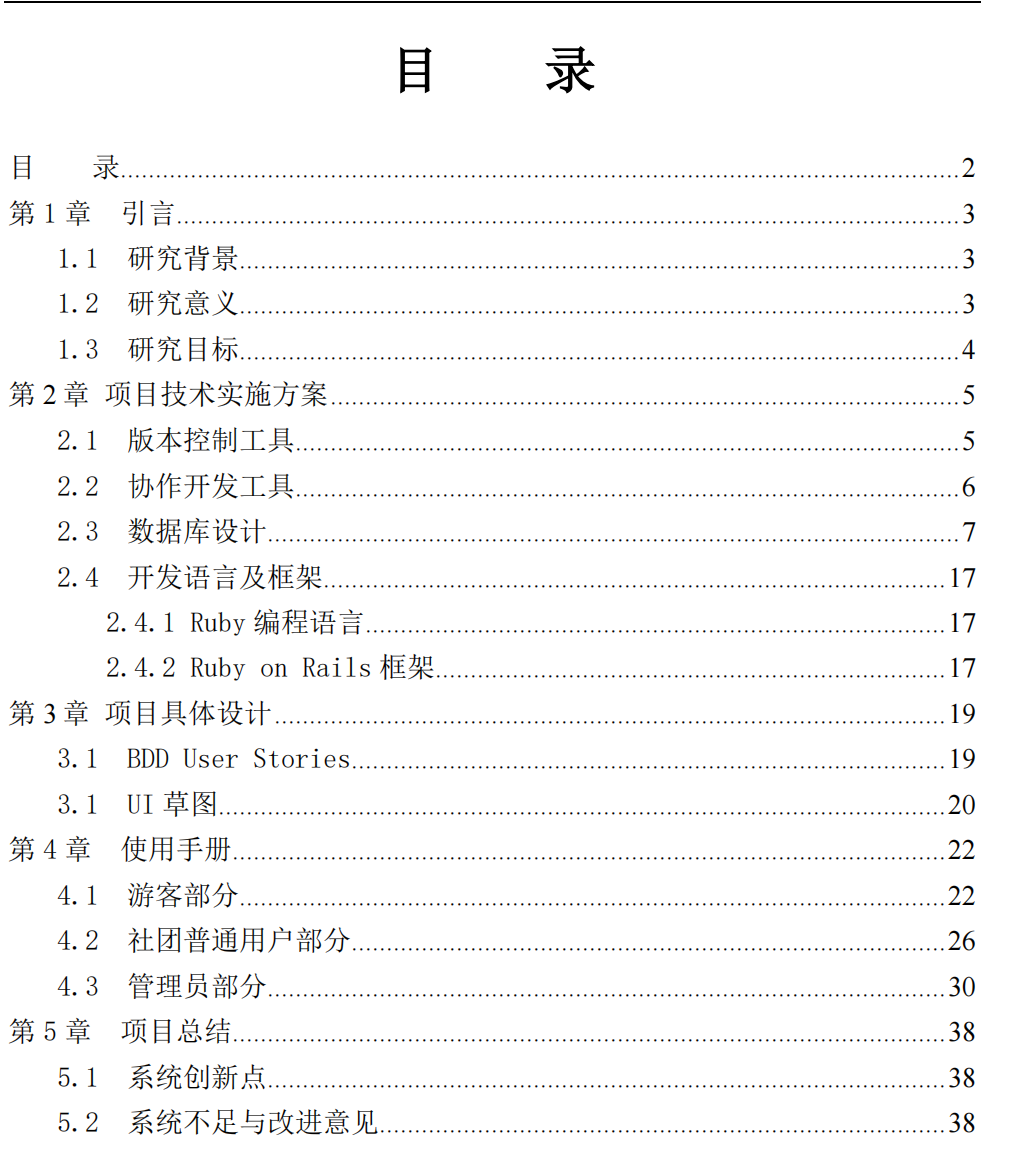 目 录
目 录 2
第 1 章 引言 3
1.1 研究背景 3
1.2 研究意义 3
1.3 研究目标 4
第 2 章 项目技术实施方案 5
2.1 版本控制工具 5
2.2 协作开发工具 6
2.3 数据库设计 7
2.4 开发语言及框架 17
2.4.1 Ruby 编程语言 17
2.4.2 Ruby on Rails 框架 17
第 3 章 项目具体设计 19
3.1 BDD User Stories 19
3.1 UI 草图 20
第 4 章 使用手册 22
4.1 游客部分 22
4.2 社团普通用户部分 26
4.3 管理员部分 30
第 5 章 项目总结 38
5.1 系统创新点 38
5.2 系统不足与改进意见 38